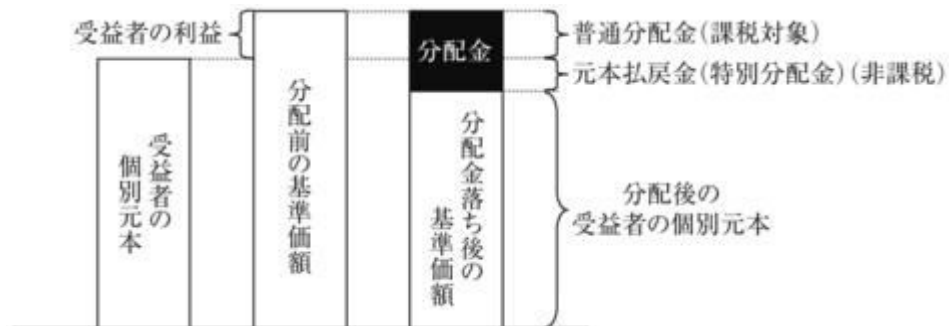 受益者の利益
分配金
普通分配金(課税対象)
元本払戻金(特別分配金)(非課税)
受益者の
個別元本
分配前の基準価額
分配金落ち後の
基準価額
分配後の
受益者の個別元本